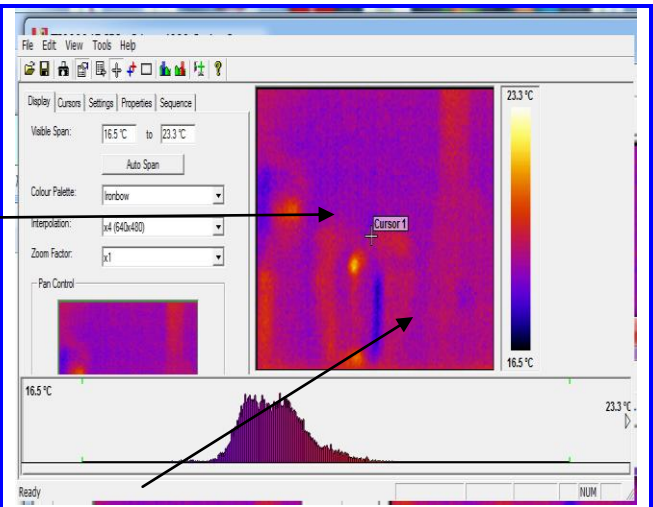 File Edit View Tools Help
Display Cursors Settings Properties Sequence
Visible Span: 16.5 °C to 23.3 °C
Auto Span
Colour Palette: Ironbow
Interpolation: x4 (640x480)
Zoom Factor: x1
Pan Control
23.3 °C
Cursor 1
16.5 °C
16.5 °C
23.3 °C
Ready
NUM